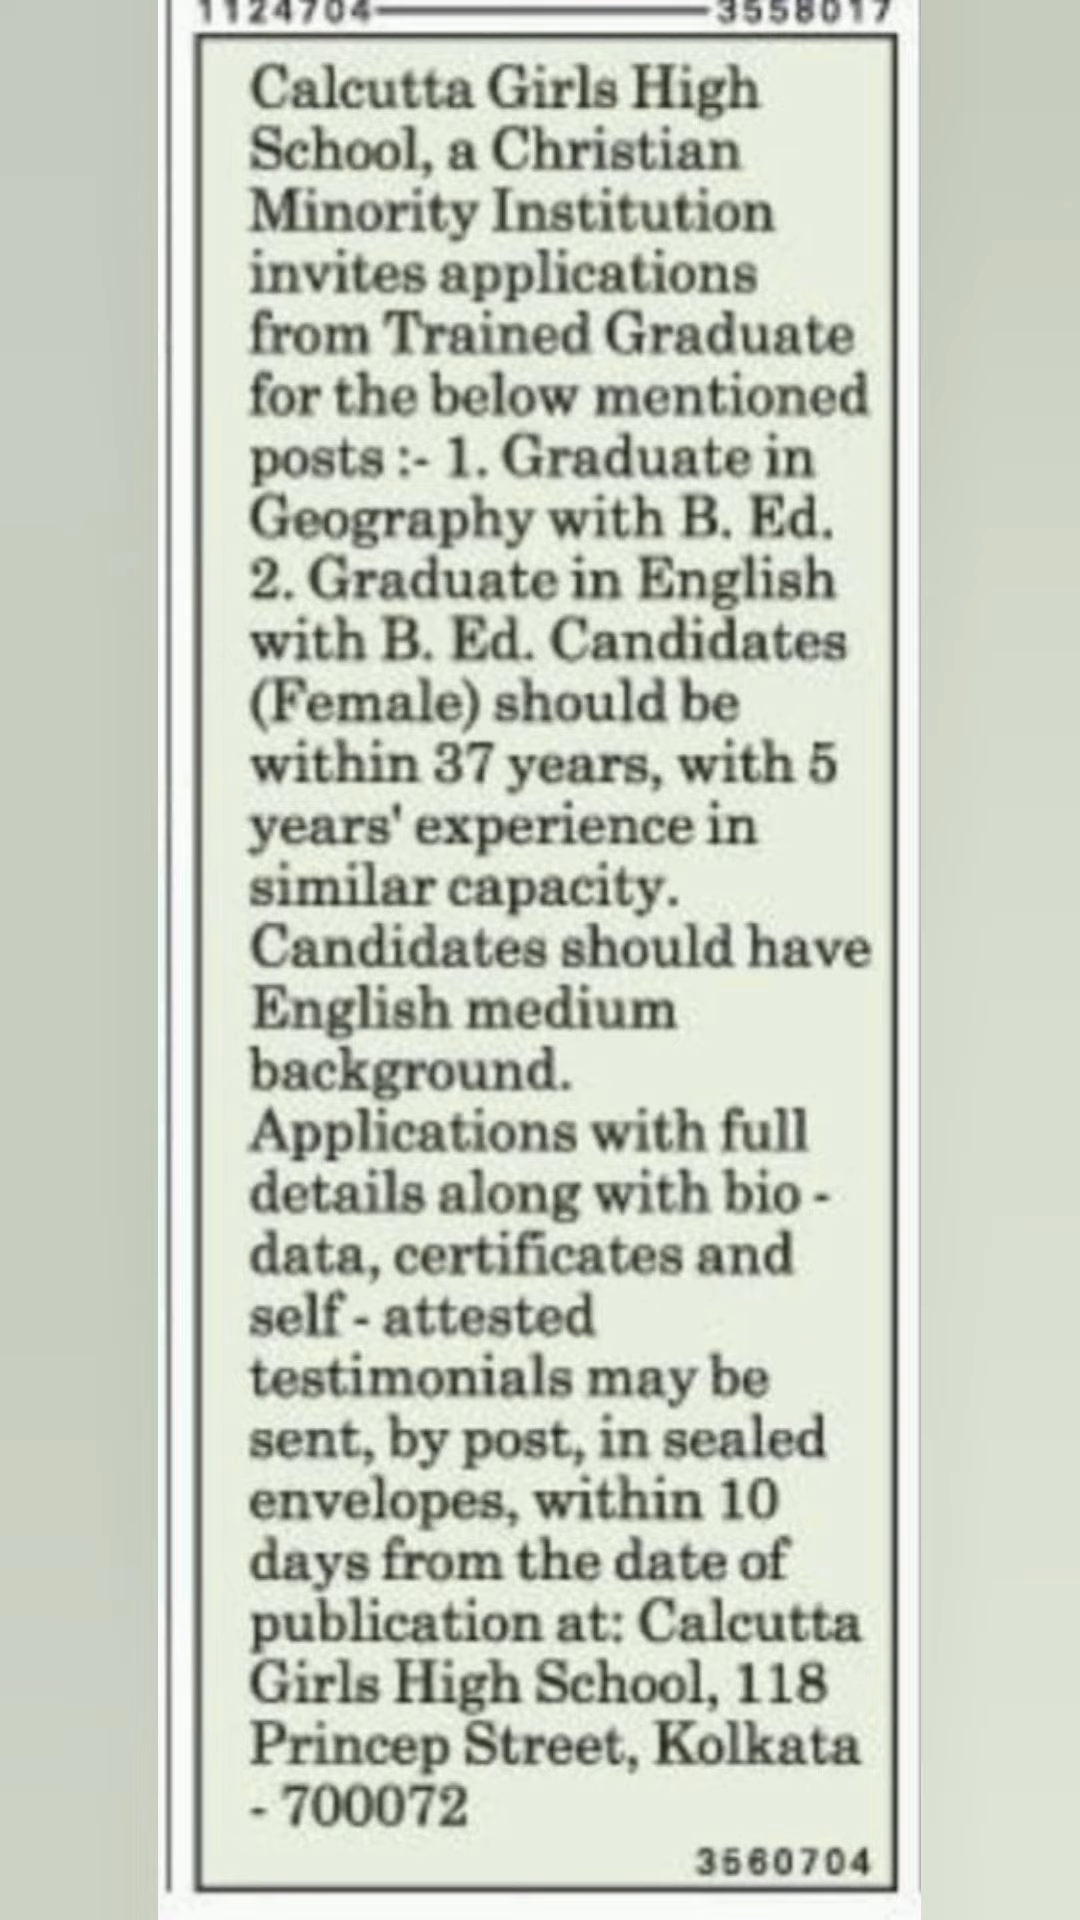 1124704 3558017
Calcutta Girls High
School, a Christian
Minority Institution
invites applications
from Trained Graduate
for the below mentioned
posts :- 1. Graduate in
Geography with B. Ed.
2. Graduate in English
with B. Ed. Candidates
(Female) should be
within 37 years, with 5
years' experience in
similar capacity.
Candidates should have
English medium
background.
Applications with full
details along with bio -
data, certificates and
self - attested
testimonials may be
sent, by post, in sealed
envelopes, within 10
days from the date of
publication at: Calcutta
Girls High School, 118
Princep Street, Kolkata
- 700072
3560704